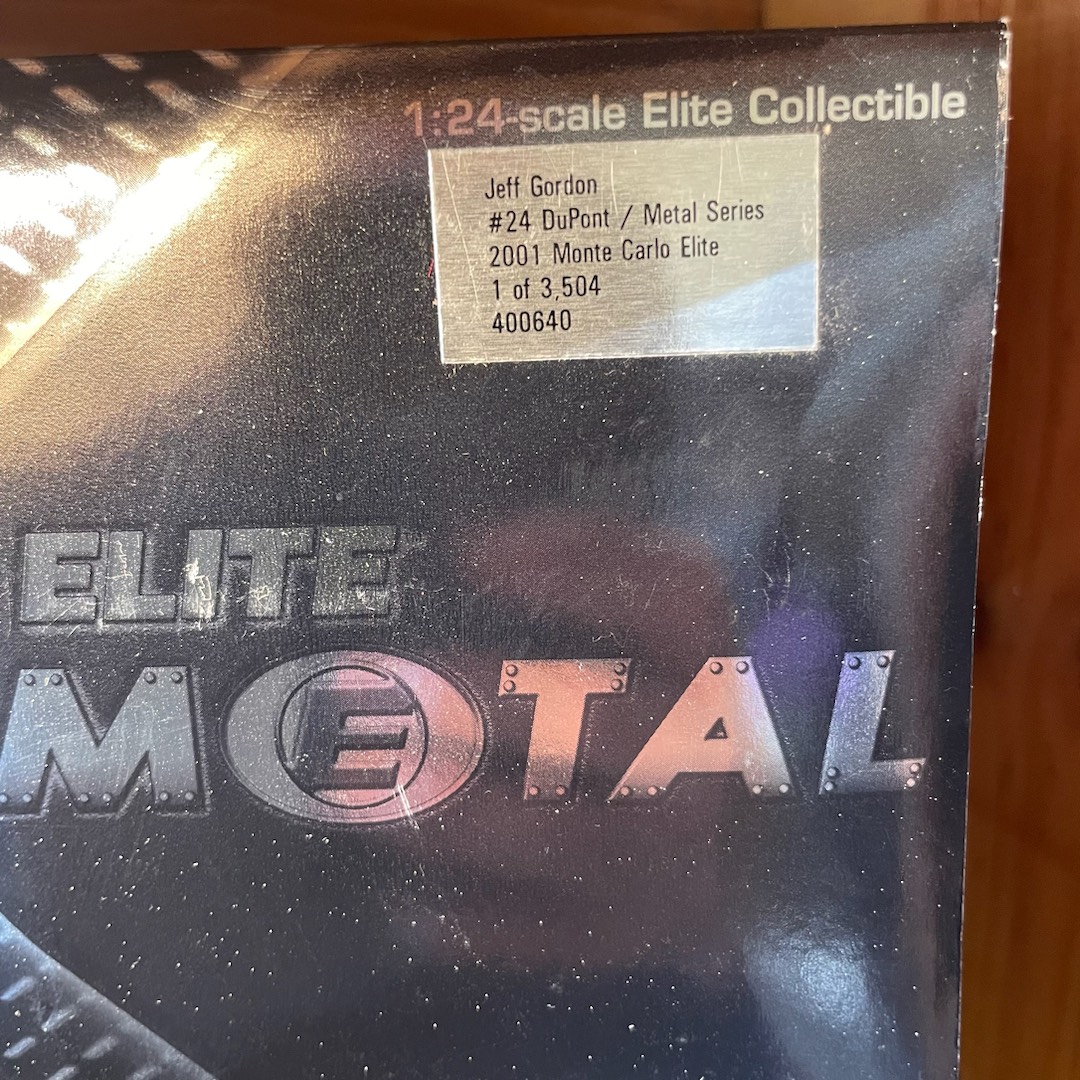 1:24-scale Elite Collectible
Jeff Gordon
#24 DuPont / Metal Series
2001 Monte Carlo Elite
1 of 3,504
400640
ELITE
METAL